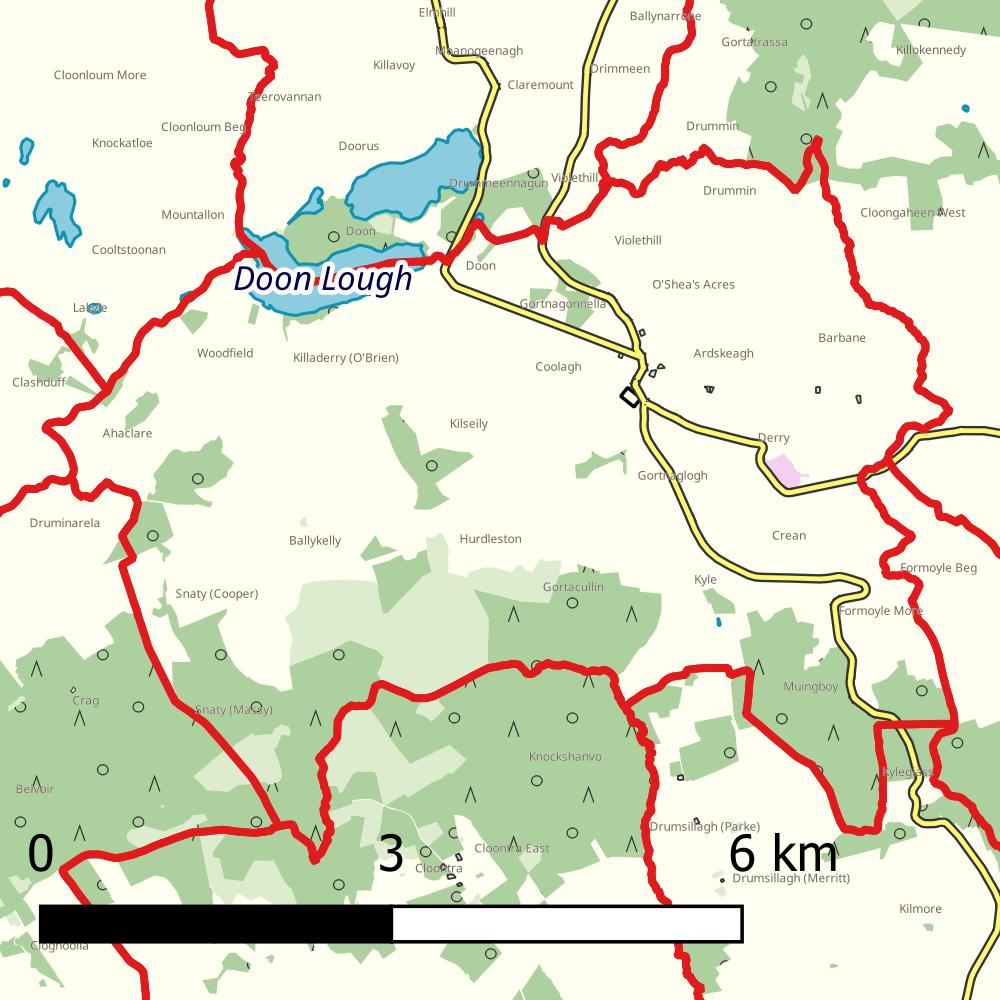 Elmhill
Ballynarrone
Gortatrassa
Killokennedy
Mbanogeenagh
Killavoy
Drimmeen
Cloonloum More
Claremount
Zeerovannan
Cloonloum Beg
Drummin
Knockatloe
Doorus
Drummeennagun
Violethill
Drummin
Mountallon
Cloongaheen West
Doon
Violethill
Cooltstoonan
Doon
Doon Lough
O'Shea's Acres
Gortnagonnella
Labyle
Barbane
Woodfield
Killaderry (O'Brien)
Ardskeagh
Coolagh
Clashduff
Kilseily
Ahaclare
Derry
Gortnaglogh
Druminarela
Crean
Ballykelly
Hurdleston
Formoyle Beg
Kyle
Gortacullin
Snaty (Cooper)
Formoyle More
Muingboy
Crag
Snaty (Massy)
Knockshanvo
Kyleglass
Belvoir
Drumsillagh (Parke)
Cloontra East
0
3
6 km
Cloontra
Drumsillagh (Merritt)
Kilmore
Cloghoolia